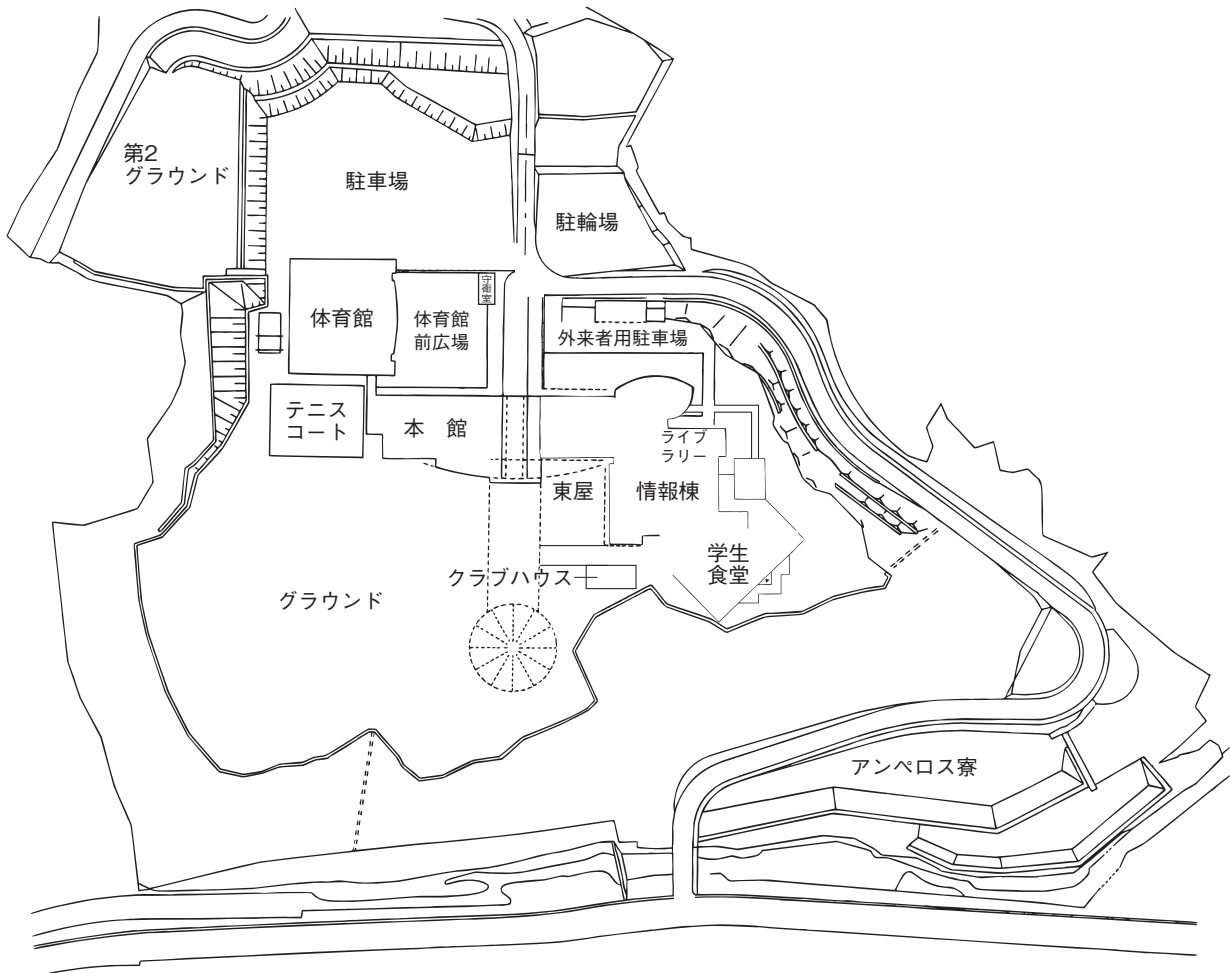 第2
グラウンド
駐車場
駐輪場
守衛室
体育館
体育館
前広場
外来者用駐車場
テニス
コート
本 館
ライブ
ラリー
東屋
情報棟
学生
食堂
クラブハウス
グラウンド
アンペロス寮